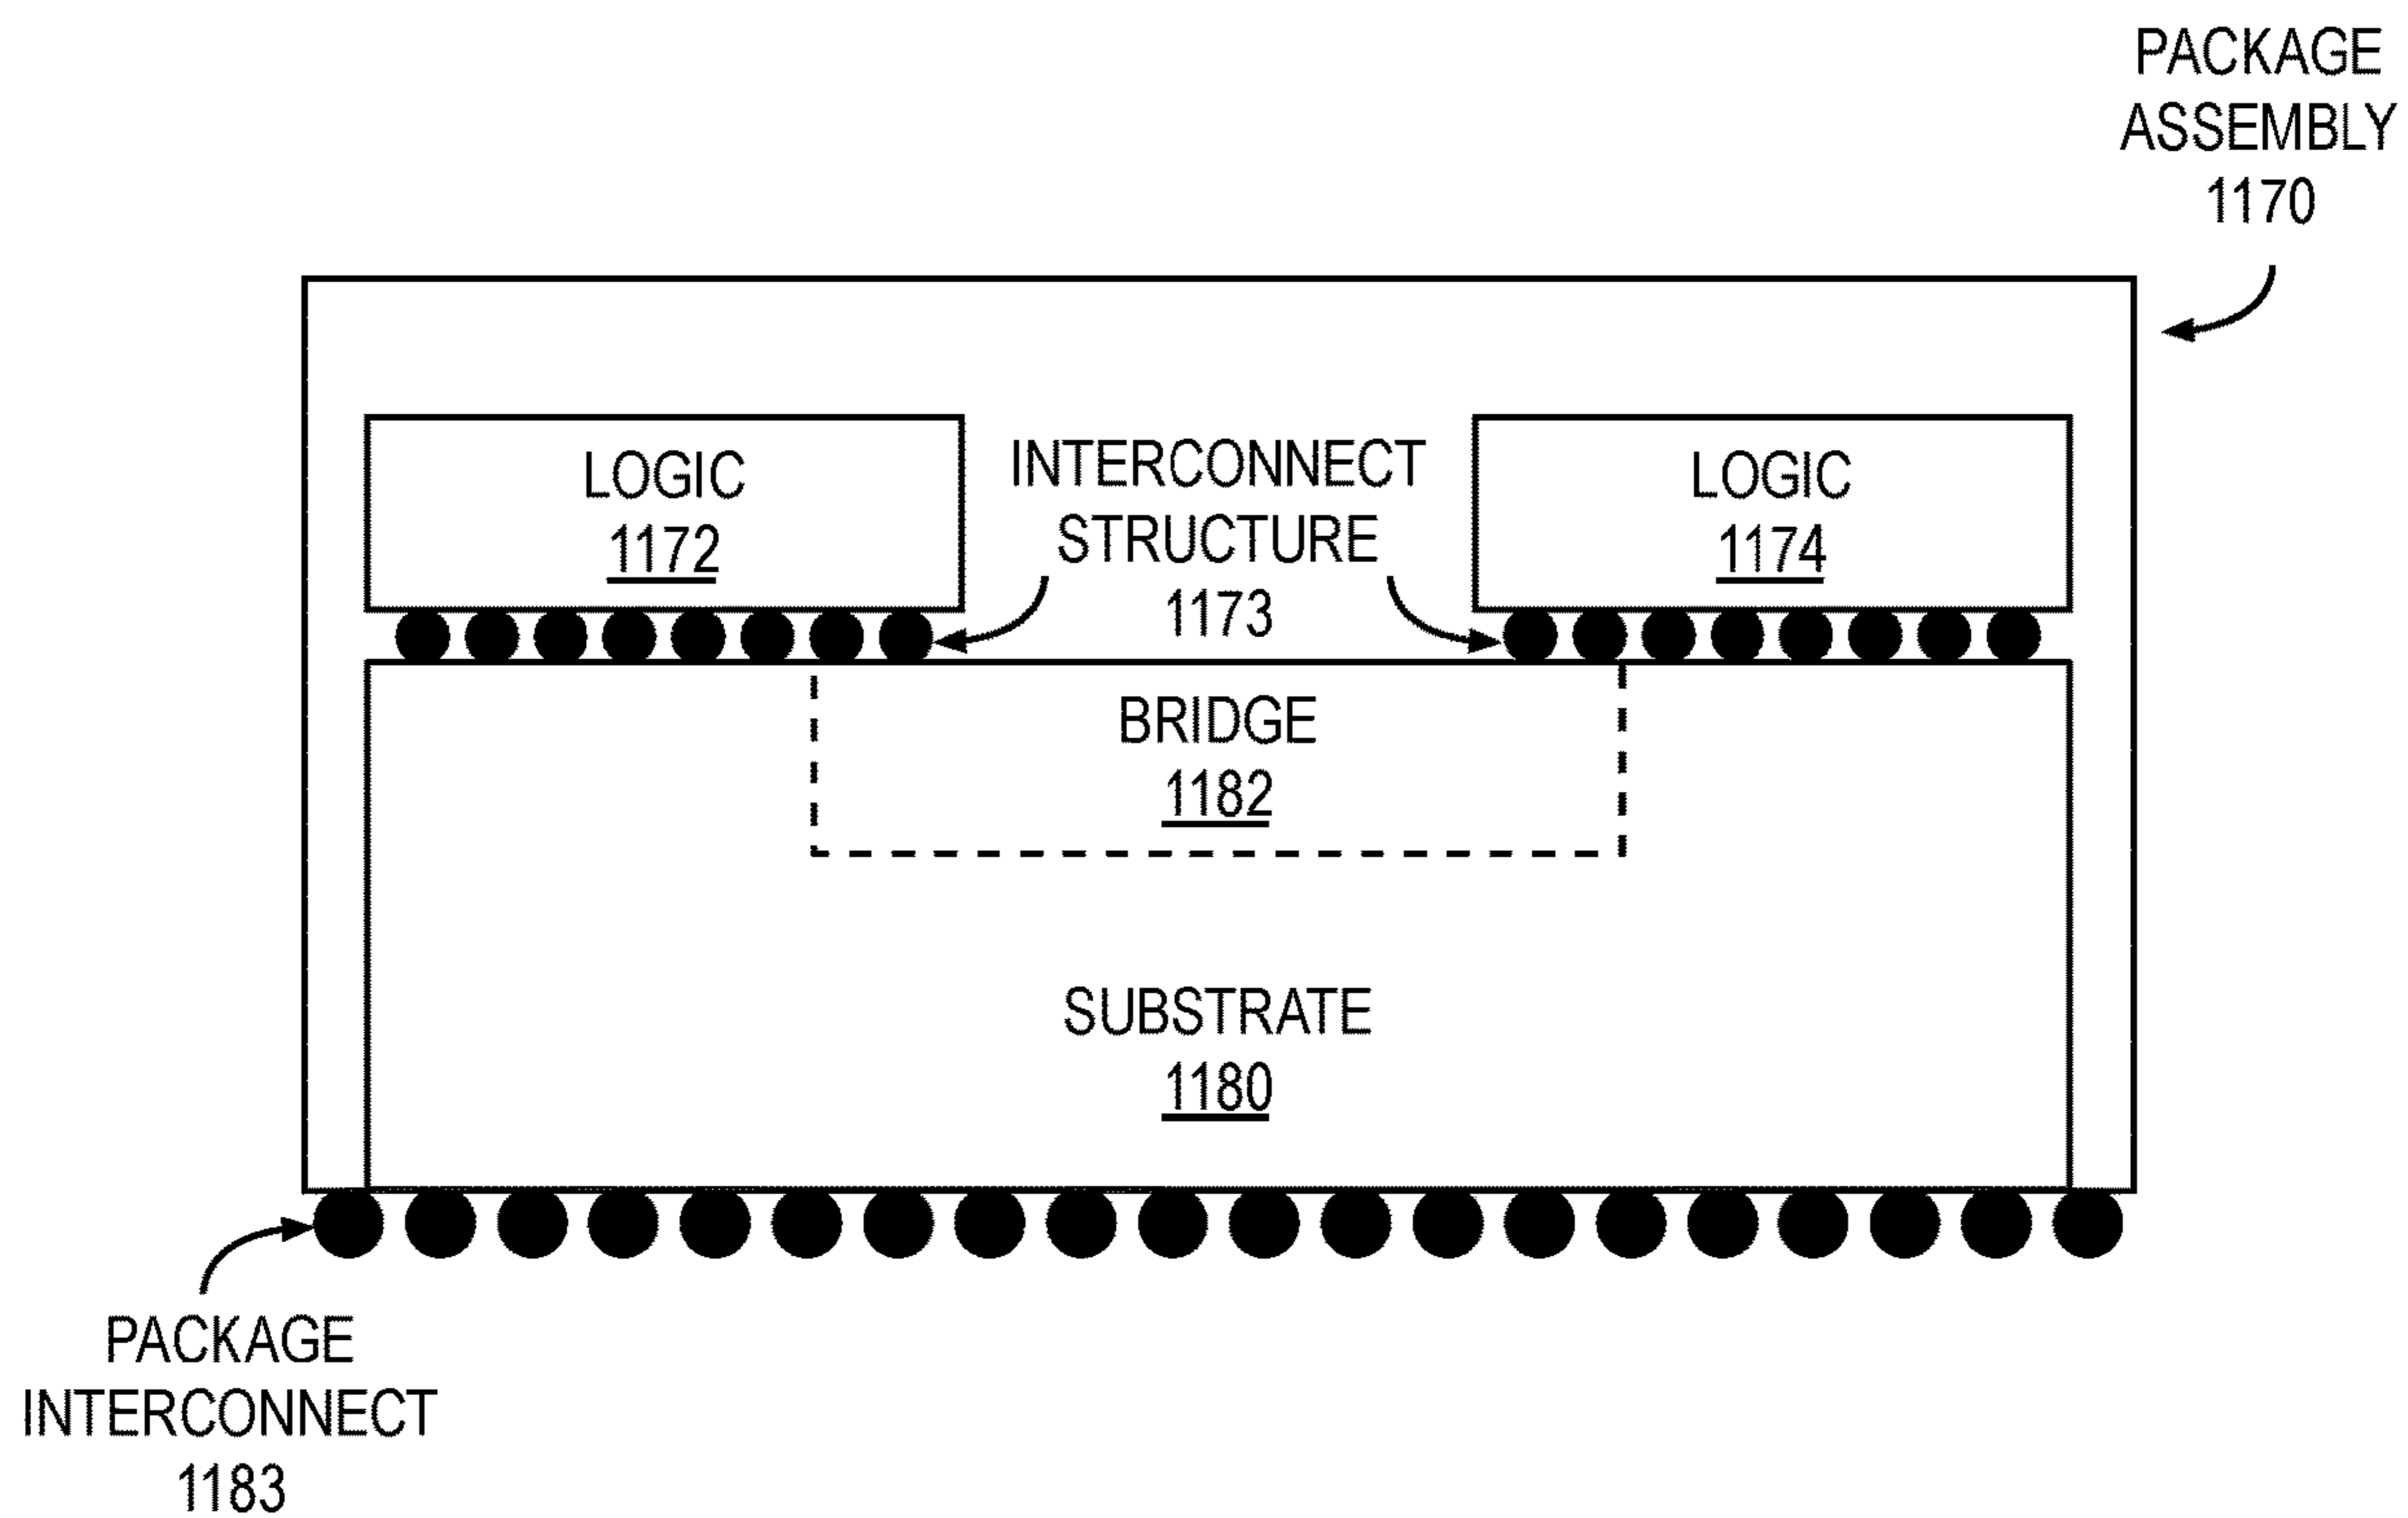 PACKAGE
ASSEMBLY
1170
LOGIC
1172
INTERCONNECT
STRUCTURE
1173
LOGIC
1174
BRIDGE
1182
SUBSTRATE
1180
PACKAGE
INTERCONNECT
1183